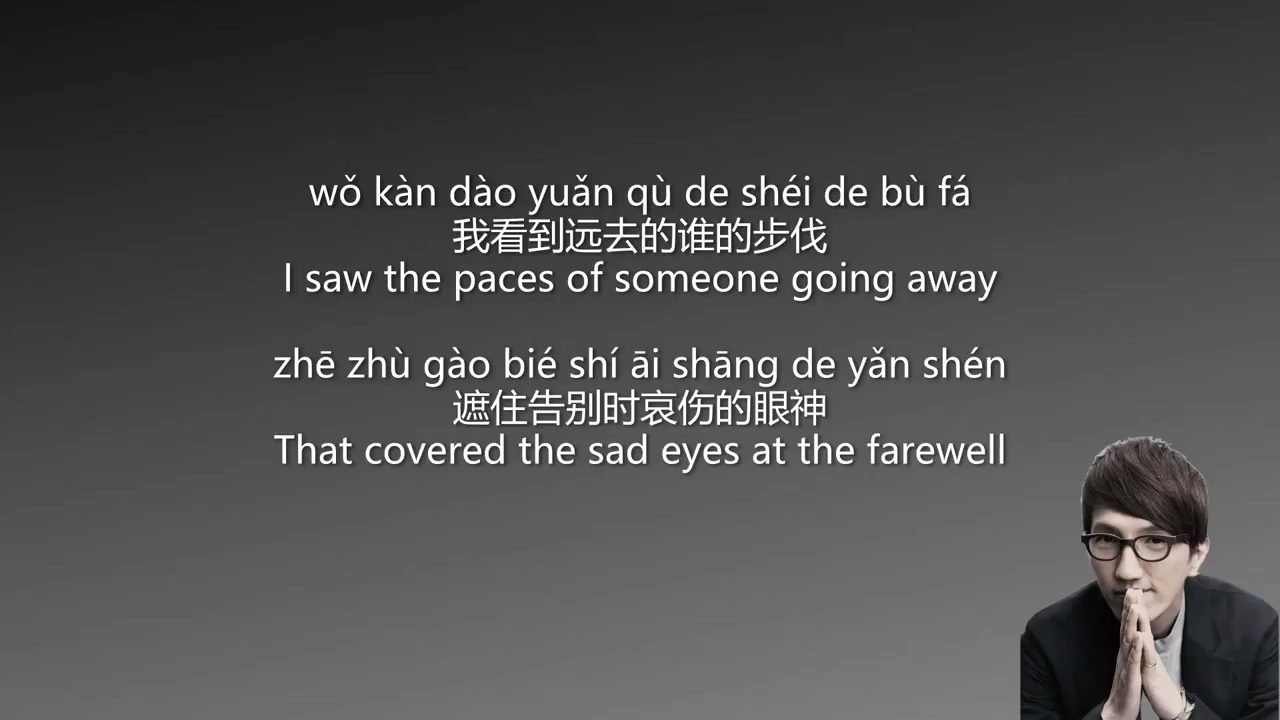 wǒ kàn dào yuǎn qù de shéi de bù fá
我看到远去的谁的步伐
I saw the paces of someone going away
zhē zhù gào bié shí āi shāng de yǎn shén
遮住告别时哀伤的眼神
That covered the sad eyes at the farewell